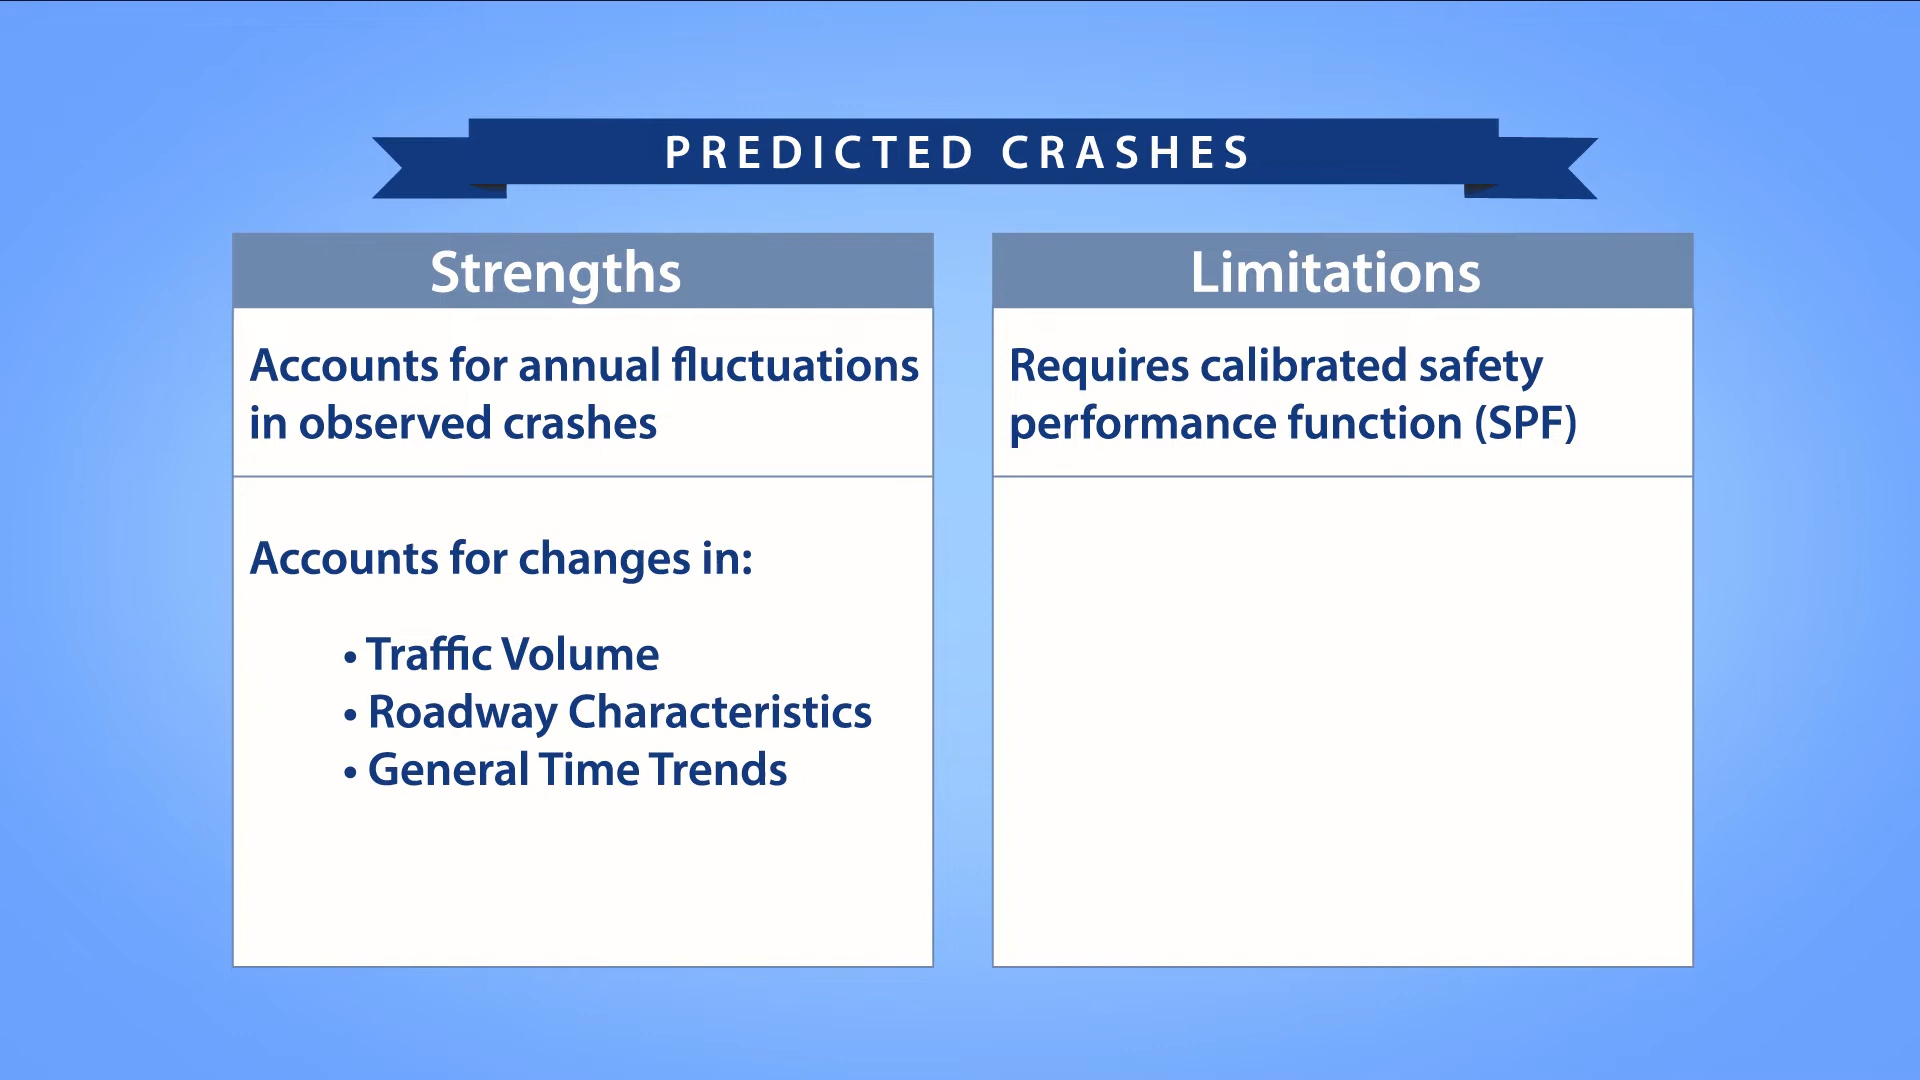 PREDICTED CRASHES
Strengths
Accounts for annual fluctuations
in observed crashes
Accounts for changes in:
• Traffic Volume
• Roadway Characteristics
• General Time Trends
Limitations
Requires calibrated safety
performance function (SPF)